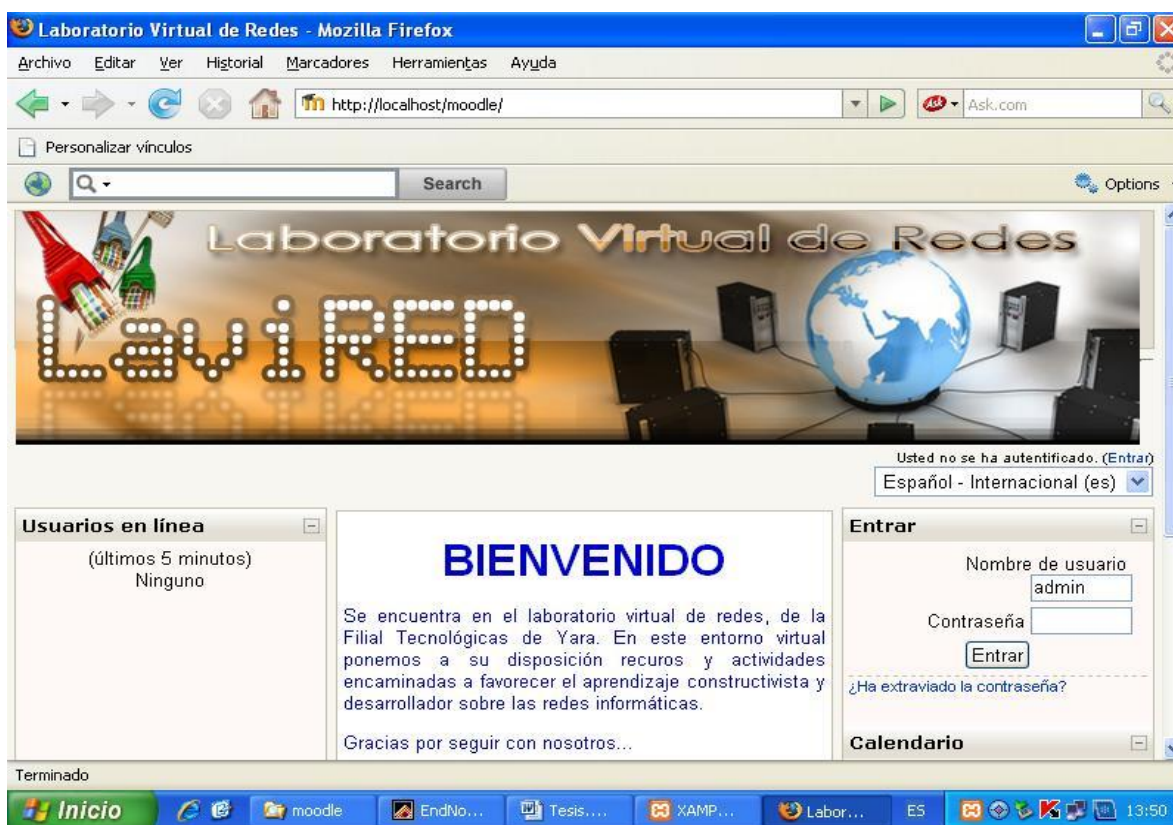 Laboratorio Virtual de Redes - Mozilla Firefox
Archivo Editar Ver Historial Marcadores Herramientas Ayuda
http://localhost/moodle/ Ask Ask.com
Personalizar vínculos
Search Options
Laboratorio Virtual de Redes
LaviRED
Usted no se ha autentificado. (Entrar)
Español - Internacional (es)
Usuarios en línea
(últimos 5 minutos)
Ninguno
BIENVENIDO
Se encuentra en el laboratorio virtual de redes, de la
Filial Tecnológicas de Yara. En este entorno virtual
ponemos a su disposición recuros y actividades
encaminadas a favorecer el aprendizaje constructivista y
desarrollador sobre las redes informáticas.
Gracias por seguir con nosotros...
Entrar
Nombre de usuario
admin
Contraseña
Entrar
¿Ha extraviado la contraseña?
Calendario
Terminado
Inicio moodle EndNo... Tesis.... XAMP... Labor... ES 13:50